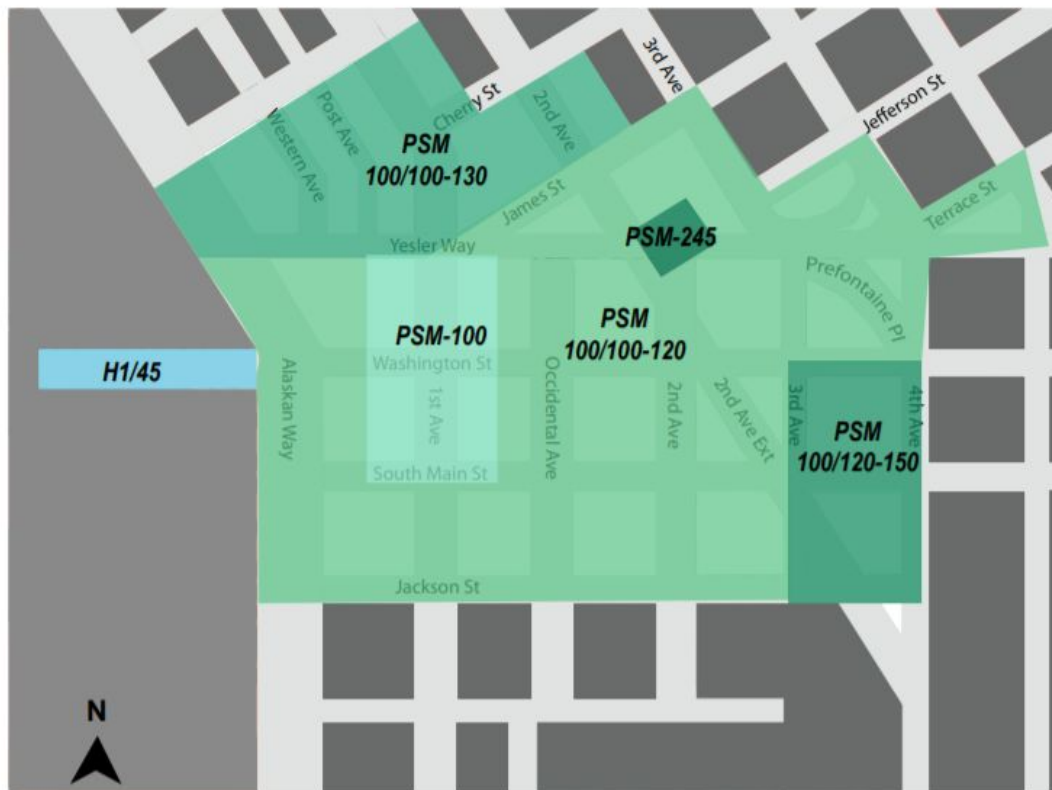 3rd Ave
Jefferson St
Cherry St
Post Ave
2nd Ave
Western Ave
PSM
100/100-130
Terrace St
James St
PSM-245
Yesler Way
Prefontaine Pl
PSM-100
PSM
100/100-120
Washington St
H1/45
Alaskan Way
1st Ave
Occidental Ave
2nd Ave
2nd Ave Ext
3rd Ave
4th Ave
PSM
100/120-150
South Main St
Jackson St
N